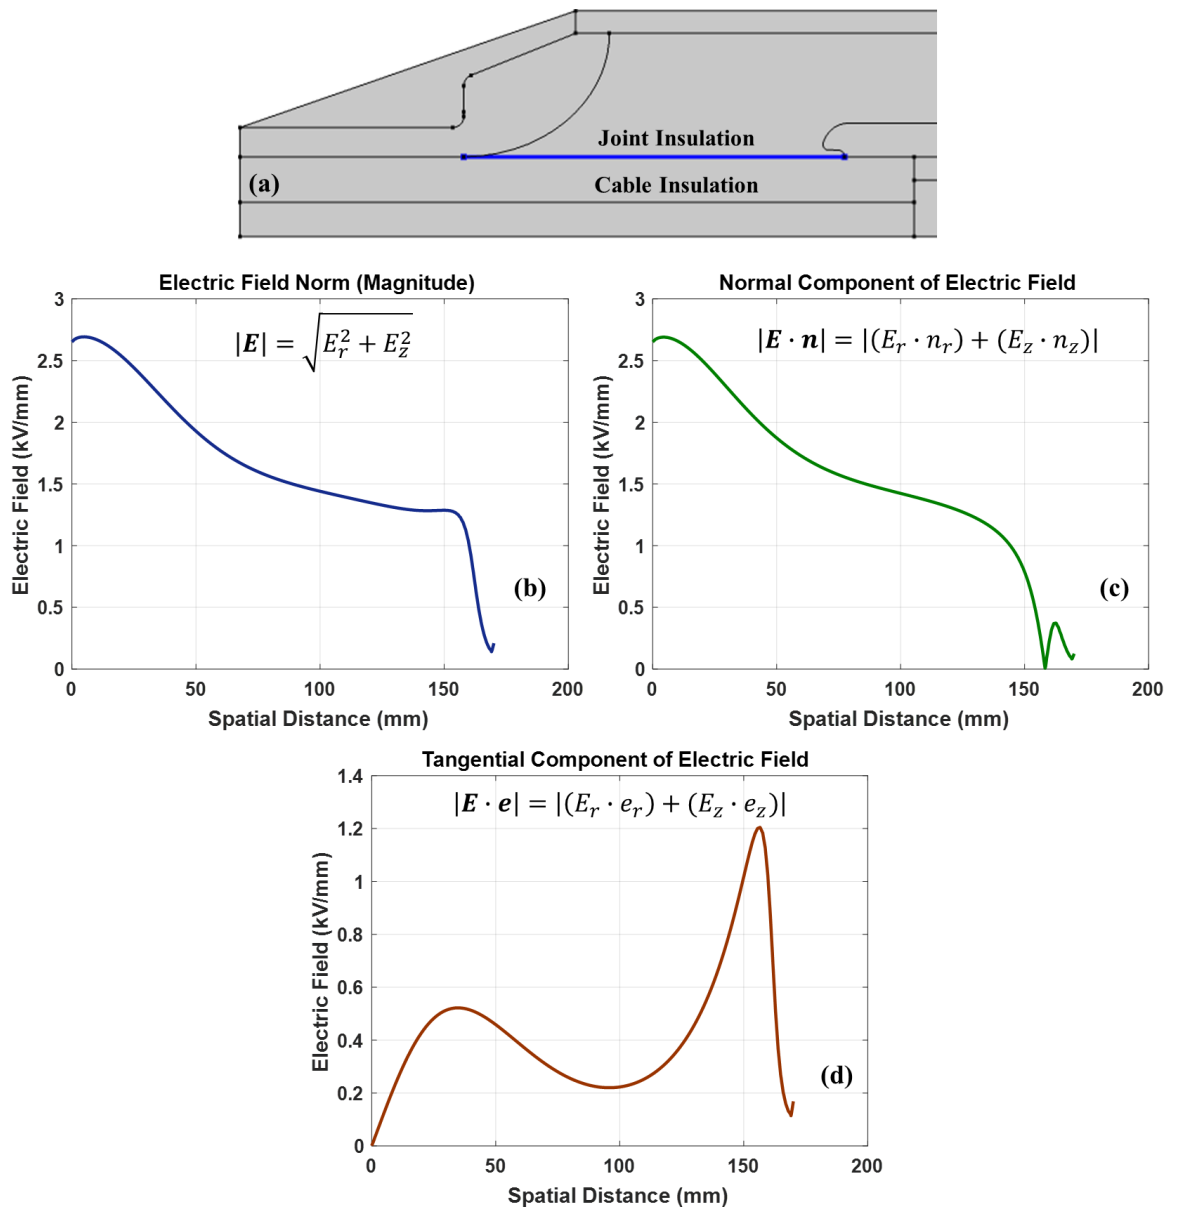 Joint Insulation
(a)
Cable Insulation
Electric Field Norm (Magnitude)
|E| = √(E_r^2 + E_z^2)
Electric Field (kV/mm)
3
2.5
2
1.5
1
0.5
0
(b)
0 50 100 150 200
Spatial Distance (mm)
Normal Component of Electric Field
|E · n| = |(E_r · n_r) + (E_z · n_z)|
Electric Field (kV/mm)
3
2.5
2
1.5
1
0.5
0
(c)
0 50 100 150 200
Spatial Distance (mm)
Tangential Component of Electric Field
|E · e| = |(E_r · e_r) + (E_z · e_z)|
Electric Field (kV/mm)
1.4
1.2
1
0.8
0.6
0.4
0.2
0
(d)
0 50 100 150 200
Spatial Distance (mm)